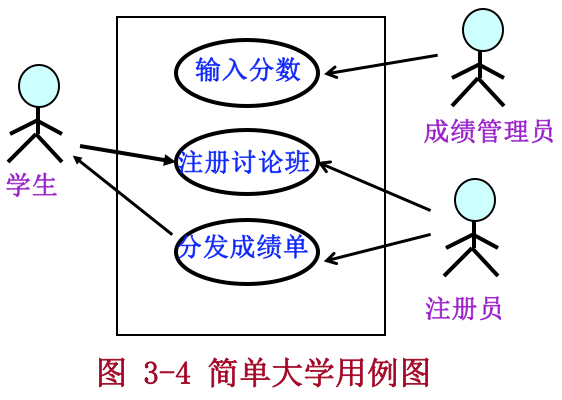 输入分数
成绩管理员
注册讨论班
学生
分发成绩单
注册员
图 3-4 简单大学用例图